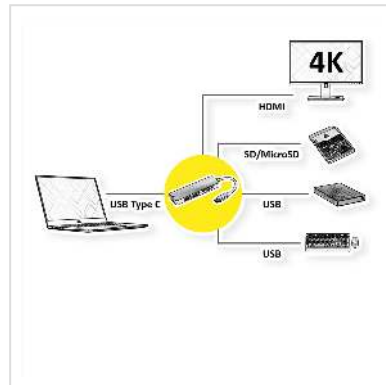 4K
HDMI
SD/MicroSD
USB Type C
USB
USB